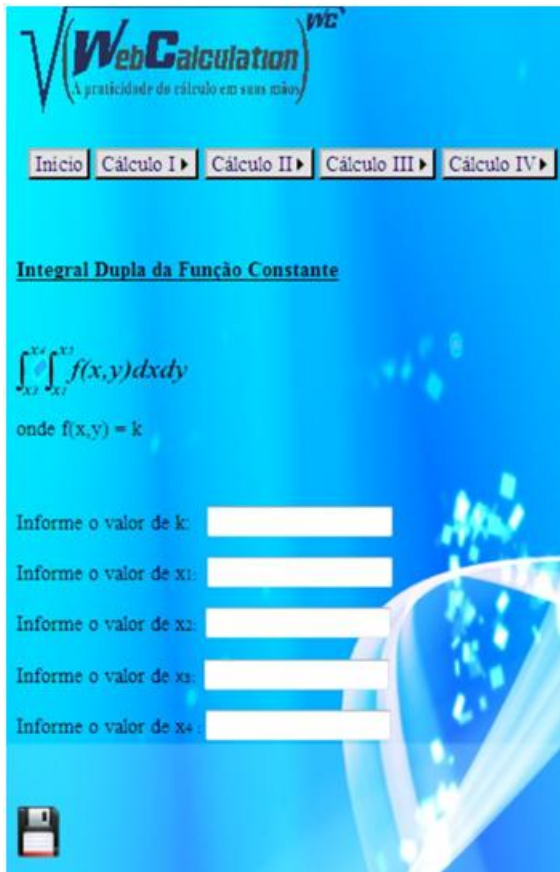 WebCalculation WC
A praticidade do cálculo em suas mãos
Início Cálculo I Cálculo II Cálculo III Cálculo IV
Integral Dupla da Função Constante
∫x3x4 ∫x1x2 f(x,y)dxdy
onde f(x,y) = k
Informe o valor de k:
Informe o valor de x1:
Informe o valor de x2:
Informe o valor de x3:
Informe o valor de x4 :